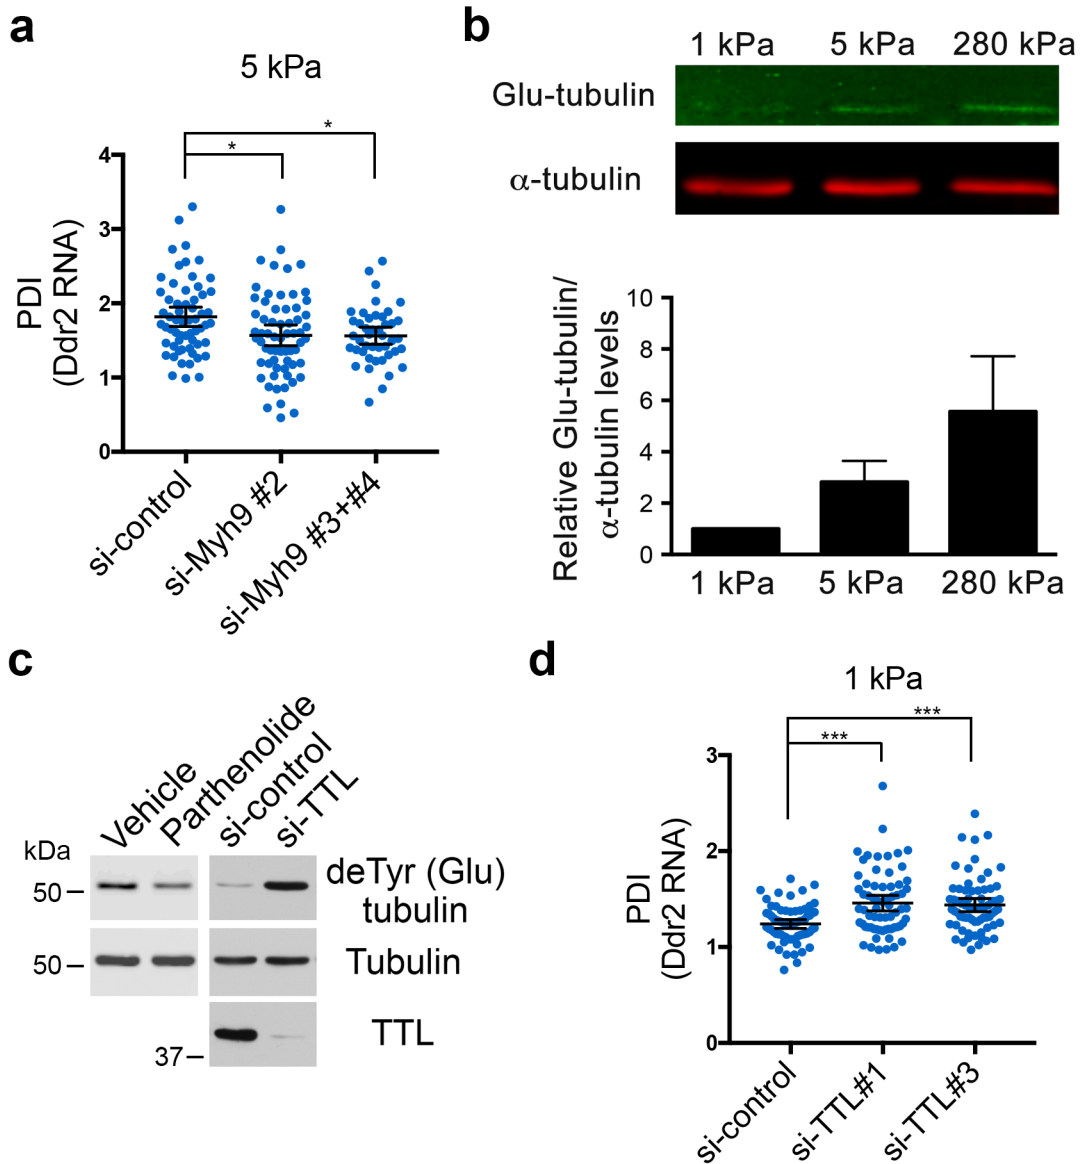 a
5 kPa
*
*
4
3
2
1
0
PDI
(Ddr2 RNA)
si-control
si-Myh9 #2
si-Myh9 #3+#4
b
1 kPa 5 kPa 280 kPa
Glu-tubulin
α-tubulin
Relative Glu-tubulin/
α-tubulin levels
10
8
6
4
2
0
1 kPa 5 kPa 280 kPa
c
Vehicle
Parthenolide
si-control
si-TTL
kDa
50
deTyr (Glu)
tubulin
50
Tubulin
TTL
37
d
1 kPa
***
***
3
2
1
0
PDI
(Ddr2 RNA)
si-control
si-TTL#1
si-TTL#3